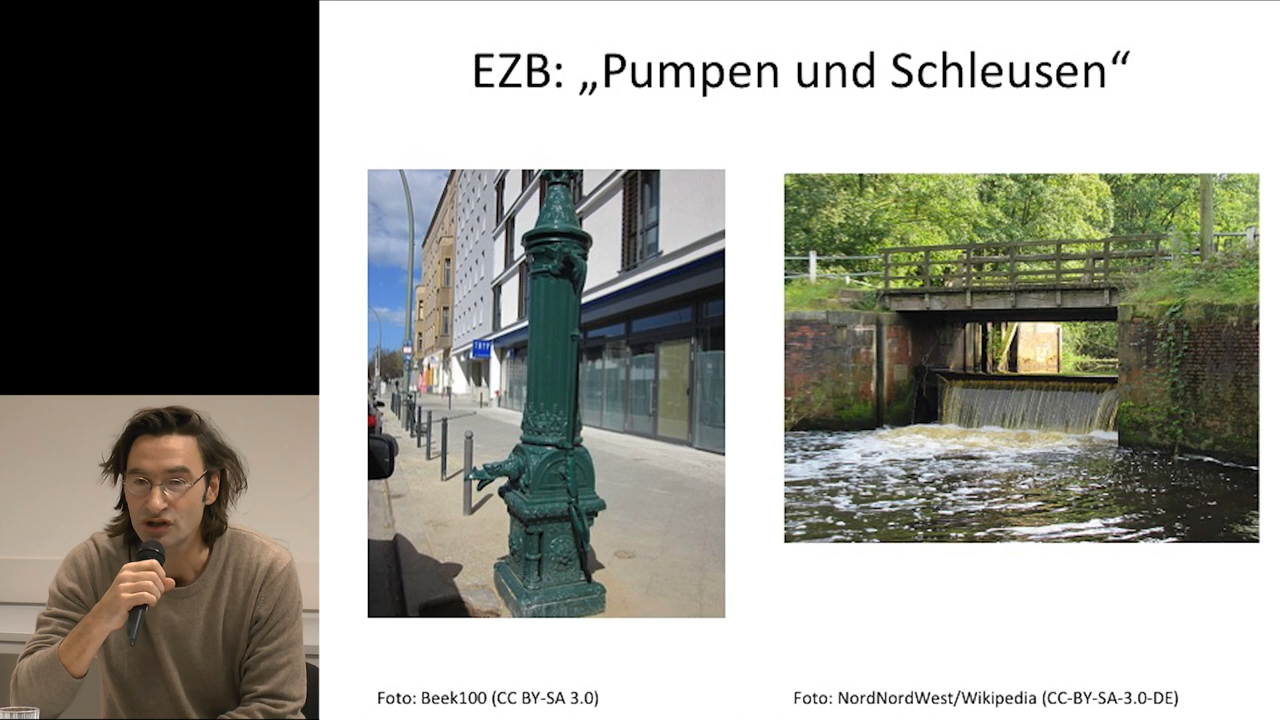 EZB: „Pumpen und Schleusen“
Foto: Beek100 (CC BY-SA 3.0)
Foto: NordNordWest/Wikipedia (CC-BY-SA-3.0-DE)